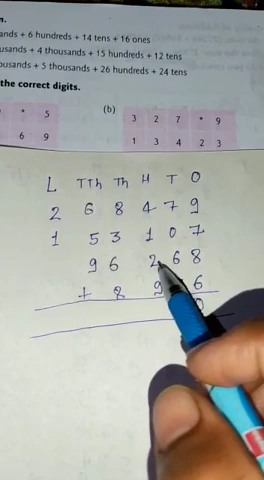 n.
ands + 6 hundreds + 14 tens + 16 ones
usands + 4 thousands + 15 hundreds + 12 tens
ousands + 5 thousands + 26 hundreds + 24 tens
the correct digits.
* 5
6 9
(b)
3 2 7 * 9
1 3 4 2 3
L TTh Th H T O
2 6 8 4 7 9
1 5 3 1 0 7
9 6 2 6 8
+ 8 9 6
0